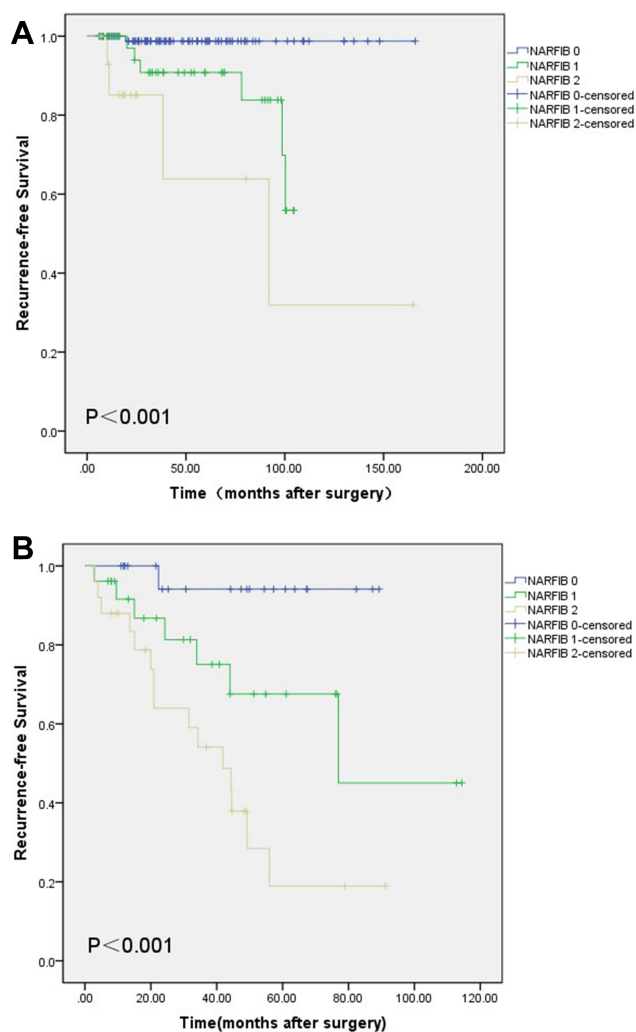 A
Recurrence-free Survival
1.0
0.8
0.6
0.4
0.2
0.0
P<0.001
.00 50.00 100.00 150.00 200.00
Time（months after surgery）
NARFIB 0
NARFIB 1
NARFIB 2
NARFIB 0-censored
NARFIB 1-censored
NARFIB 2-censored
B
Recurrence-free Survival
1.0
0.8
0.6
0.4
0.2
0.0
P<0.001
.00 20.00 40.00 60.00 80.00 100.00 120.00
Time(months after surgery)
NARFIB 0
NARFIB 1
NARFIB 2
NARFIB 0-censored
NARFIB 1-censored
NARFIB 2-censored